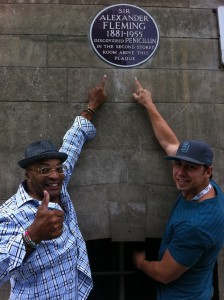 SIR
ALEXANDER
FLEMING
1881-1955
DISCOVERED PENICILLIN
IN THE SECOND STOREY
ROOM ABOVE THIS
PLAQUE